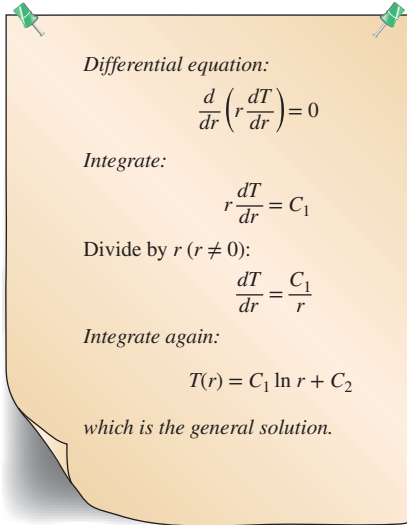 Differential equation:
d/dr (r dT/dr) = 0
Integrate:
r dT/dr = C₁
Divide by r (r ≠ 0):
dT/dr = C₁/r
Integrate again:
T(r) = C₁ ln r + C₂
which is the general solution.